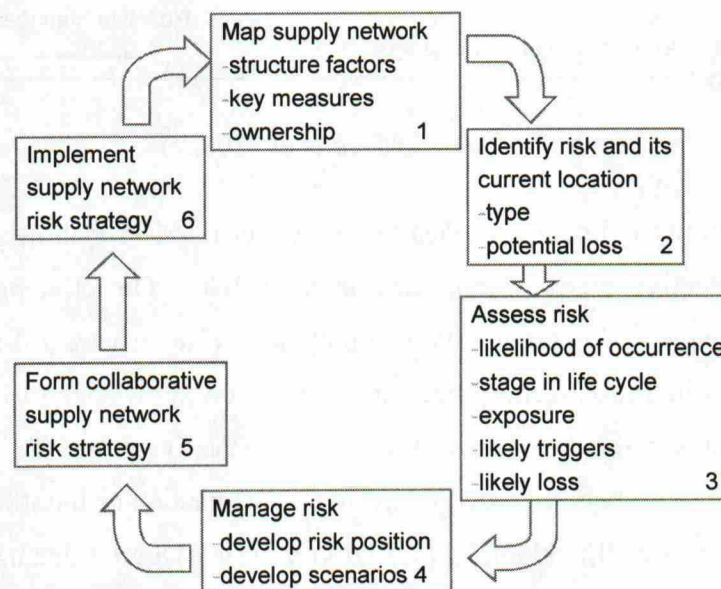 Map supply network
-structure factors
-key measures
-ownership 1
Identify risk and its
current location
-type
-potential loss 2
Assess risk
-likelihood of occurrence
-stage in life cycle
-exposure
-likely triggers
-likely loss 3
Manage risk
-develop risk position
-develop scenarios 4
Form collaborative
supply network
risk strategy 5
Implement
supply network
risk strategy 6